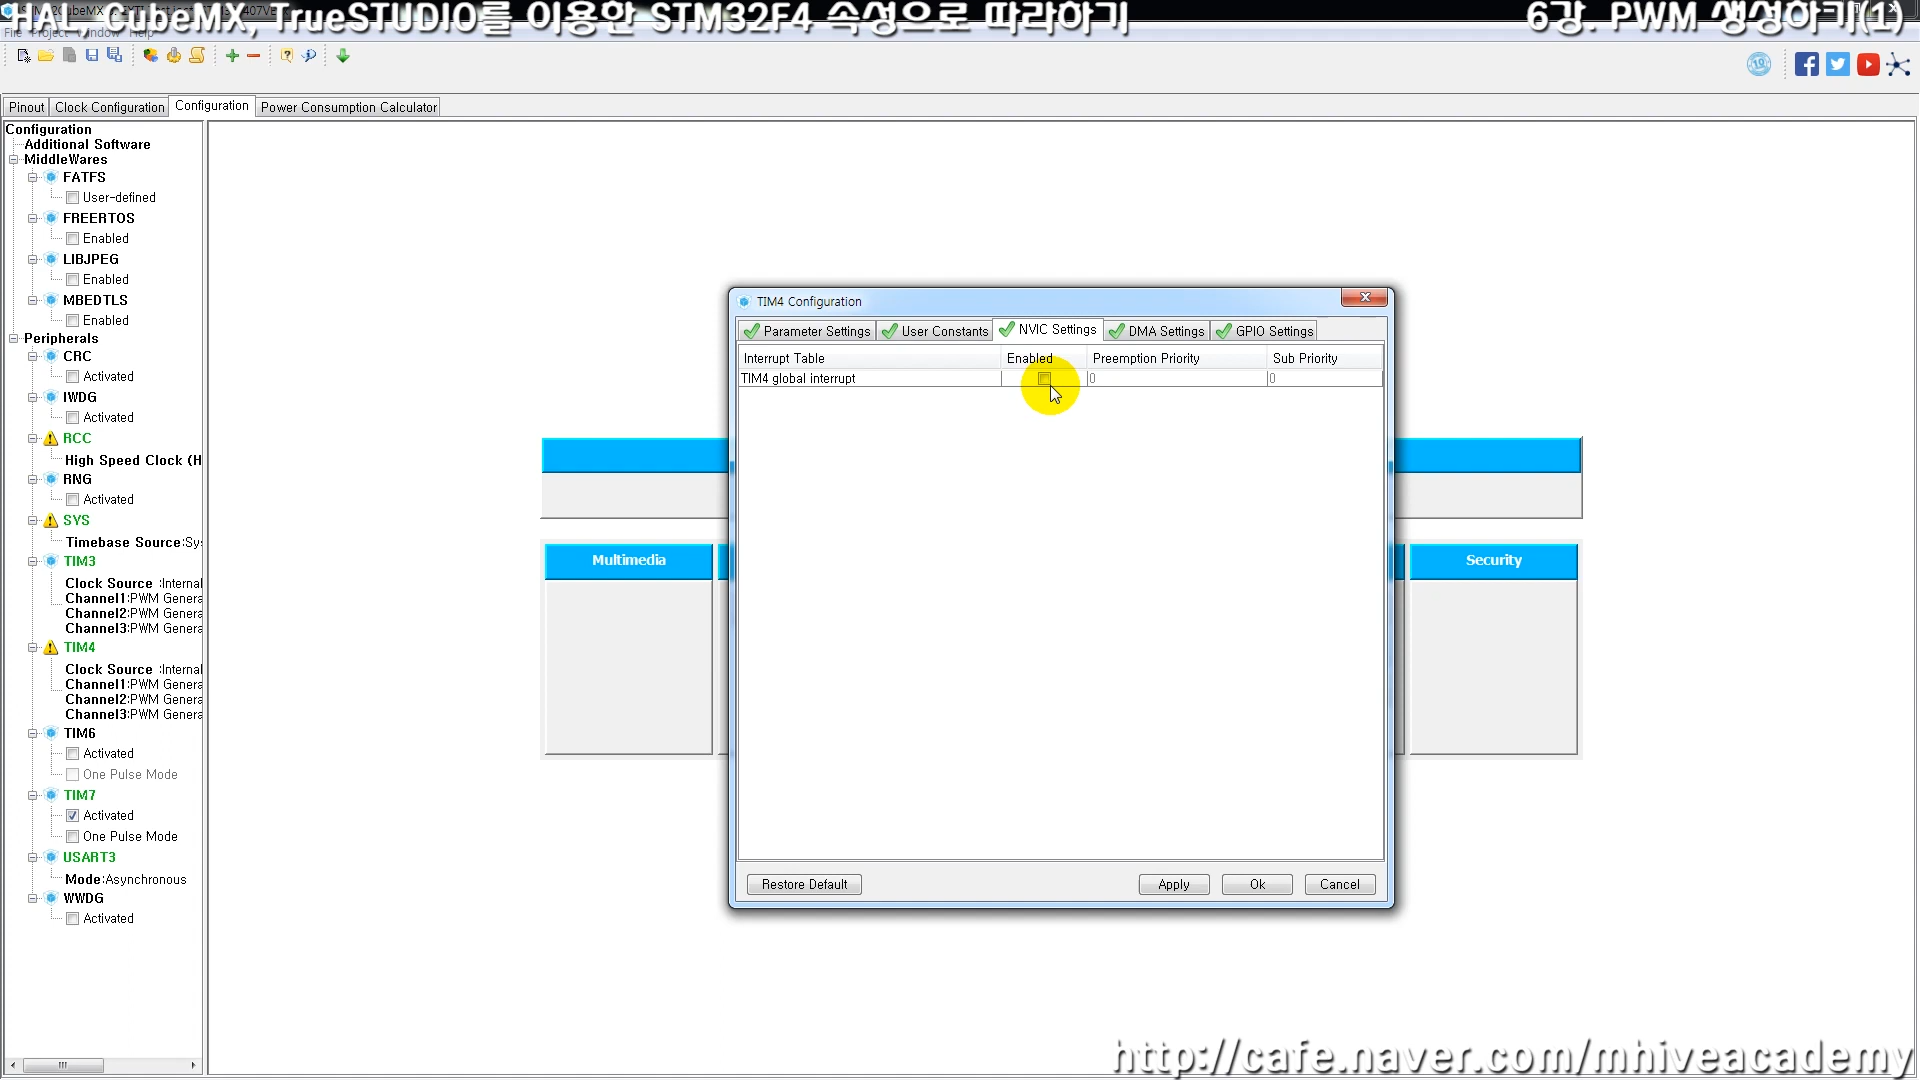 HAL, CubeMX, TrueSTUDIO를 이용한 STM32F4 속성으로 따라하기
6강. PWM 생성하기(1)
File Project Window Help
Pinout
Clock Configuration
Configuration
Power Consumption Calculator
Configuration
Additional Software
MiddleWares
FATFS
User-defined
FREERTOS
Enabled
LIBJPEG
Enabled
MBEDTLS
Enabled
Peripherals
CRC
Activated
IWDG
Activated
RCC
High Speed Clock (H
RNG
Activated
SYS
Timebase Source:Sys
TIM3
Clock Source :Internal
Channel1:PWM Genera
Channel2:PWM Genera
Channel3:PWM Genera
TIM4
Clock Source :Internal
Channel1:PWM Genera
Channel2:PWM Genera
Channel3:PWM Genera
TIM6
Activated
One Pulse Mode
TIM7
Activated
One Pulse Mode
USART3
Mode:Asynchronous
WWDG
Activated
Multimedia
Security
TIM4 Configuration
Parameter Settings
User Constants
NVIC Settings
DMA Settings
GPIO Settings
Interrupt Table Enabled Preemption Priority Sub Priority
TIM4 global interrupt 0 0
Restore Default
Apply
Ok
Cancel
http://cafe.naver.com/mhiveacademy